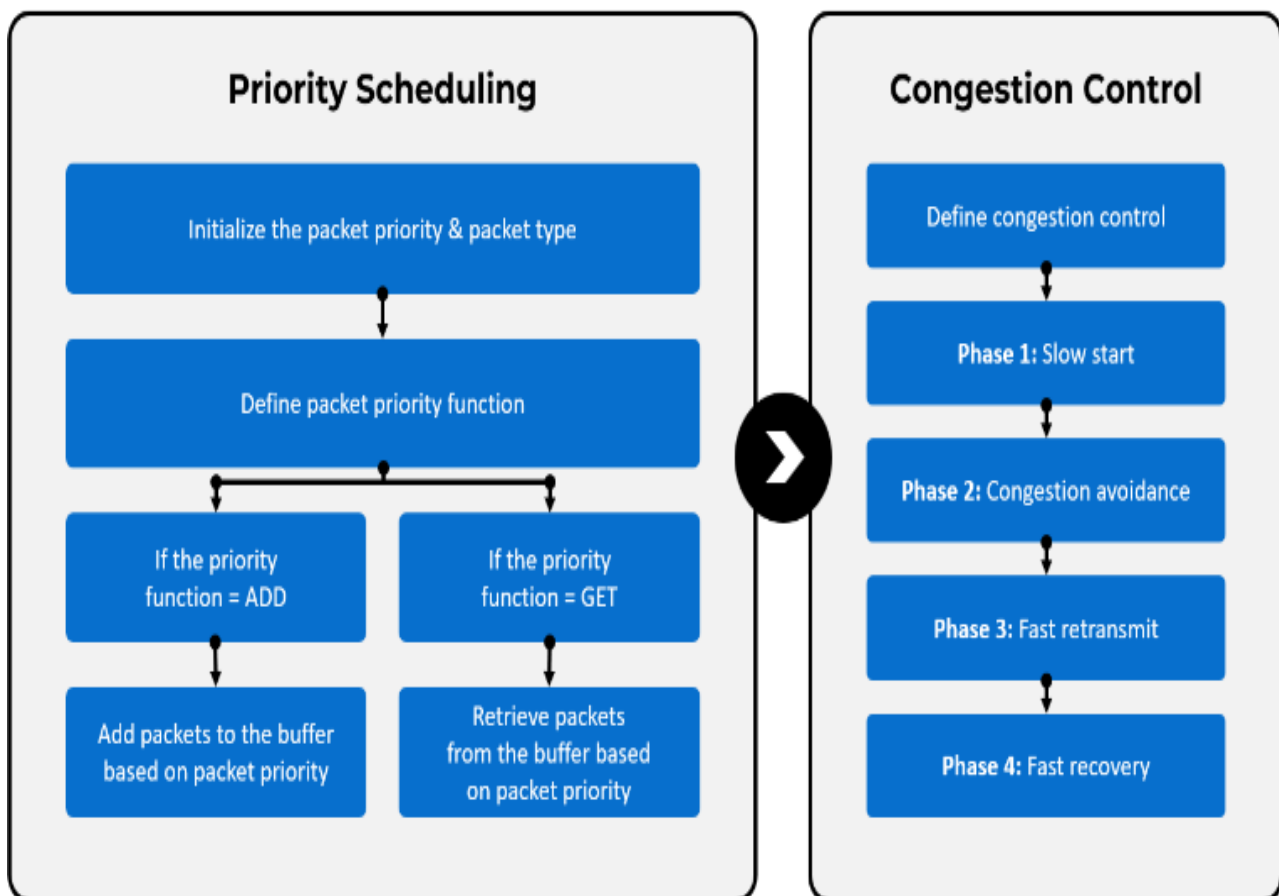 Priority Scheduling
Initialize the packet priority & packet type
Define packet priority function
If the priority
function = ADD
If the priority
function = GET
Add packets to the buffer
based on packet priority
Retrieve packets
from the buffer based
on packet priority
Congestion Control
Define congestion control
Phase 1: Slow start
Phase 2: Congestion avoidance
Phase 3: Fast retransmit
Phase 4: Fast recovery